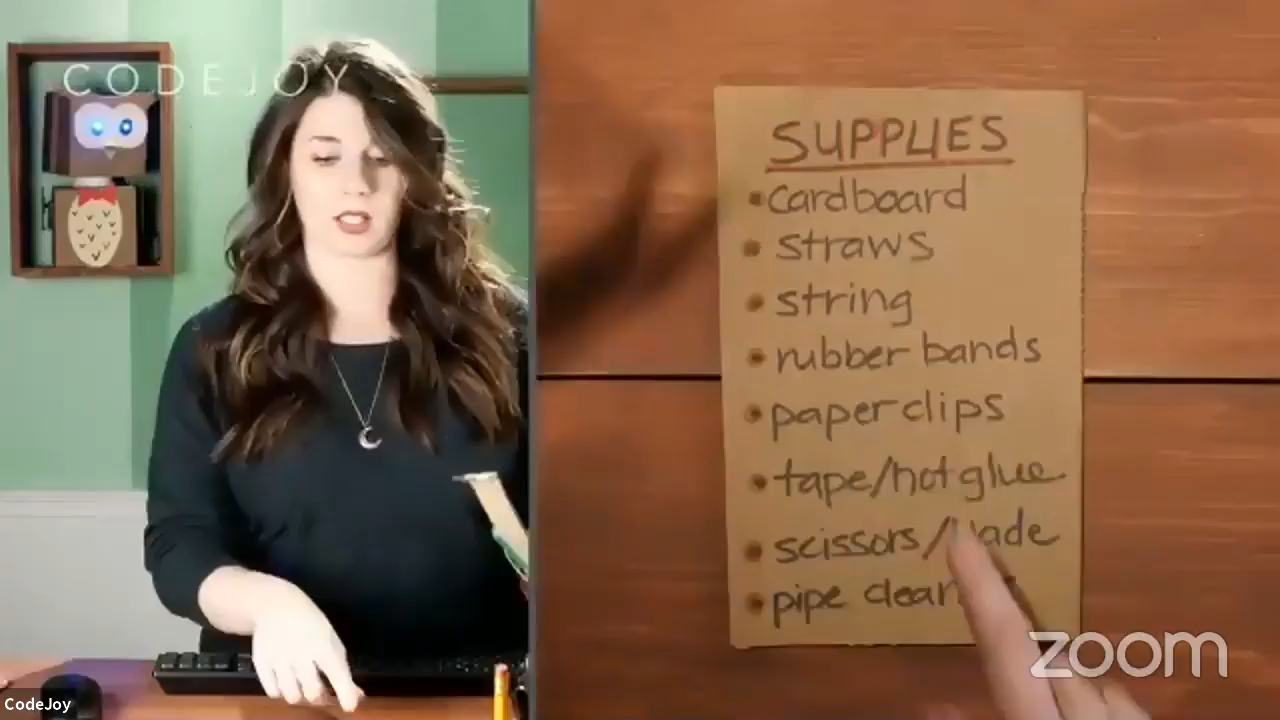 CODEJOY
SUPPLIES
cardboard
straws
string
rubber bands
paper clips
tape/hot glue
scissors/
pipe
zoom
CodeJoy